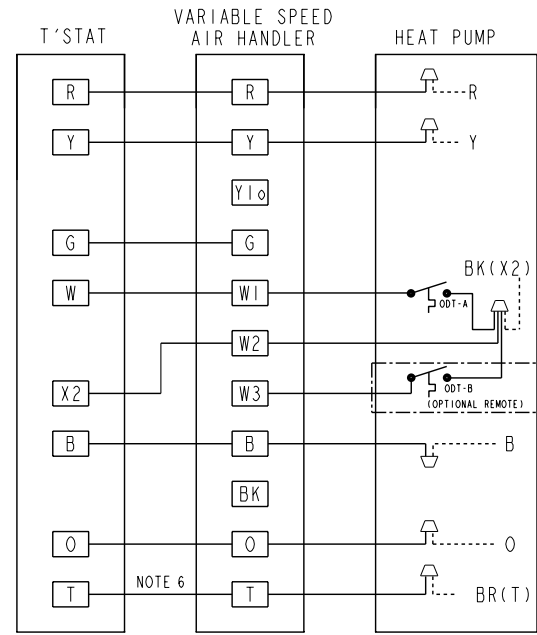 T'STAT
VARIABLE SPEED
AIR HANDLER
HEAT PUMP
R R R
Y Y Y
Y1o
G G
BK(X2)
W W1
ODT-A
W2
X2 W3
ODT-B
(OPTIONAL REMOTE)
B B B
BK
O O O
T NOTE 6 T BR(T)